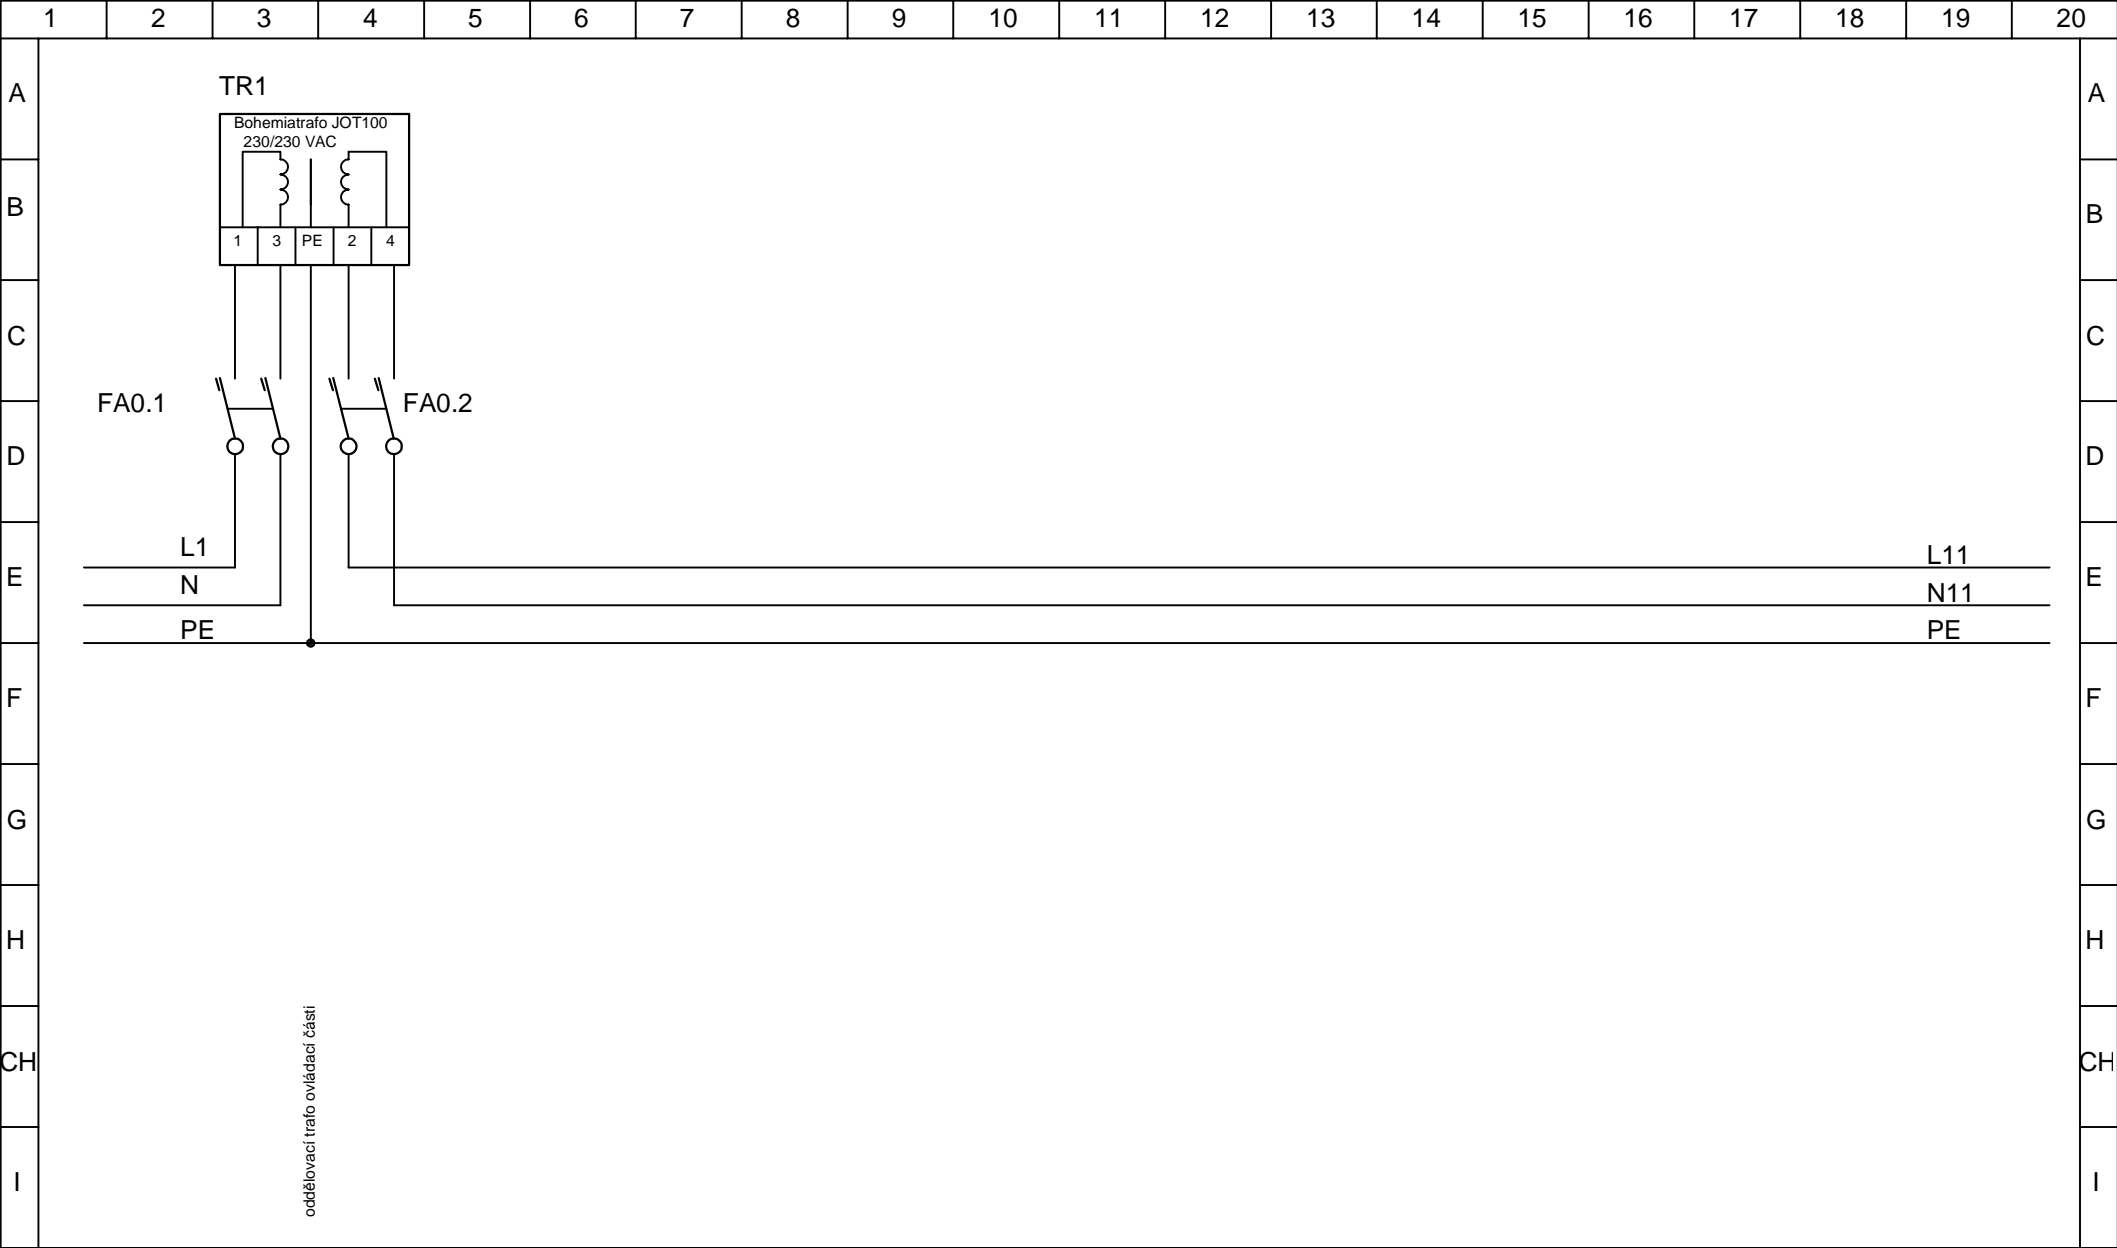 1 2 3 4 5 6 7 8 9 10 11 12 13 14 15 16 17 18 19 20
A A
TR1
Bohemiatrafo JOT100
230/230 VAC
B B
1 3 PE 2 4
C C
FA0.1 FA0.2
D D
L1 L11
E E
N N11
PE PE
F F
G G
H H
CH CH
oddělovací trafo ovládací části
I I